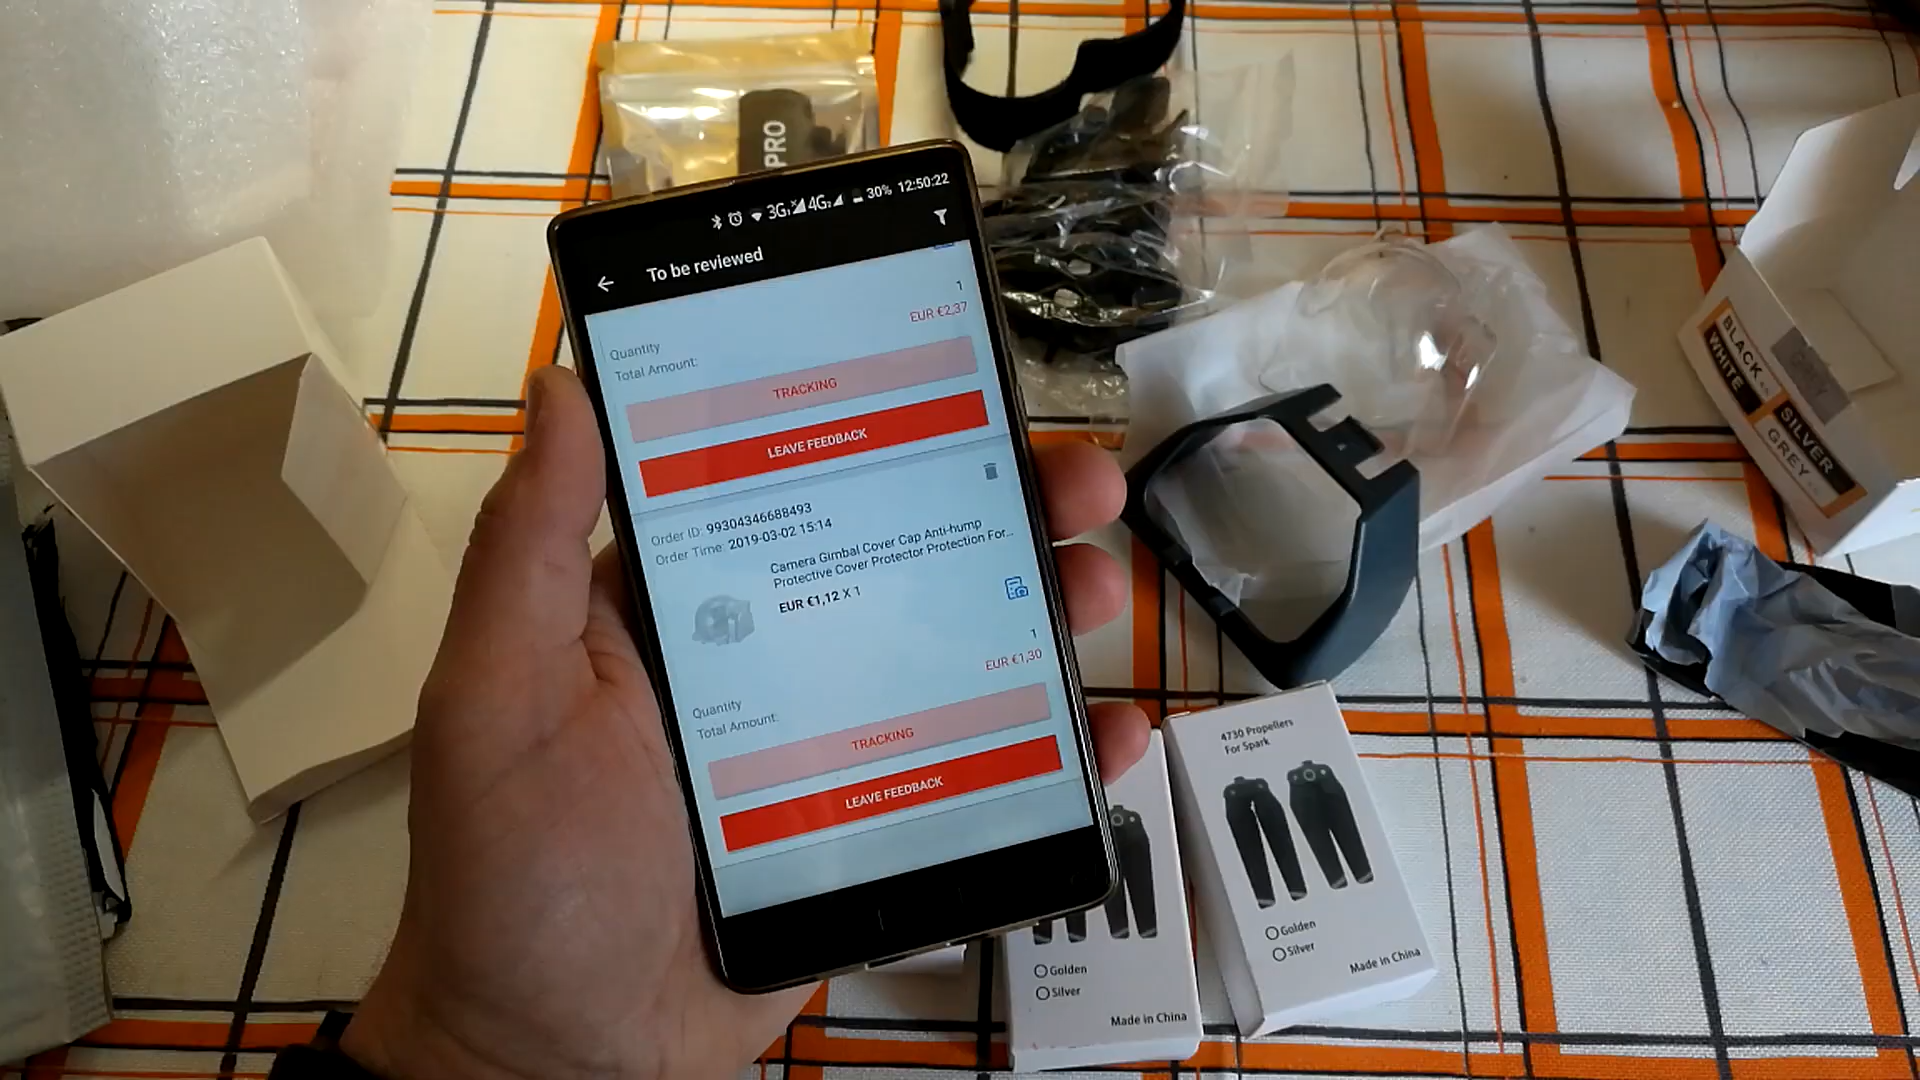 PRO
3G 4G 30% 12:50:22
To be reviewed
1
EUR €2,37
Quantity
Total Amount:
TRACKING
LEAVE FEEDBACK
Order ID: 99304346688493
Order Time: 2019-03-02 15:14
Camera Gimbal Cover Cap Anti-hump
Protective Cover Protector Protection For...
EUR €1,12 X 1
1
EUR €1,30
Quantity
Total Amount:
TRACKING
LEAVE FEEDBACK
BLACK
WHITE
GREY
SILVER
GREY
4730 Propellers
For Spark
Golden
Silver
Made in China
Golden
Silver
Made in China